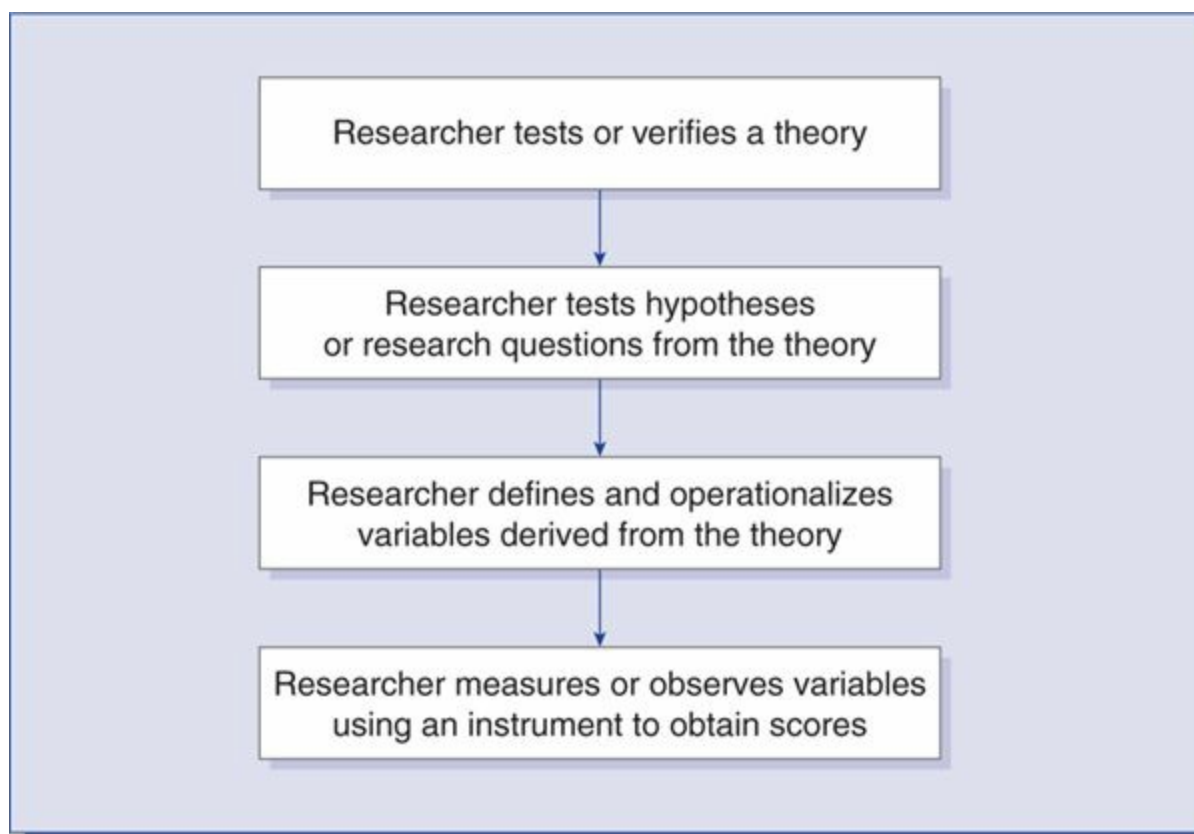 Researcher tests or verifies a theory
Researcher tests hypotheses
or research questions from the theory
Researcher defines and operationalizes
variables derived from the theory
Researcher measures or observes variables
using an instrument to obtain scores